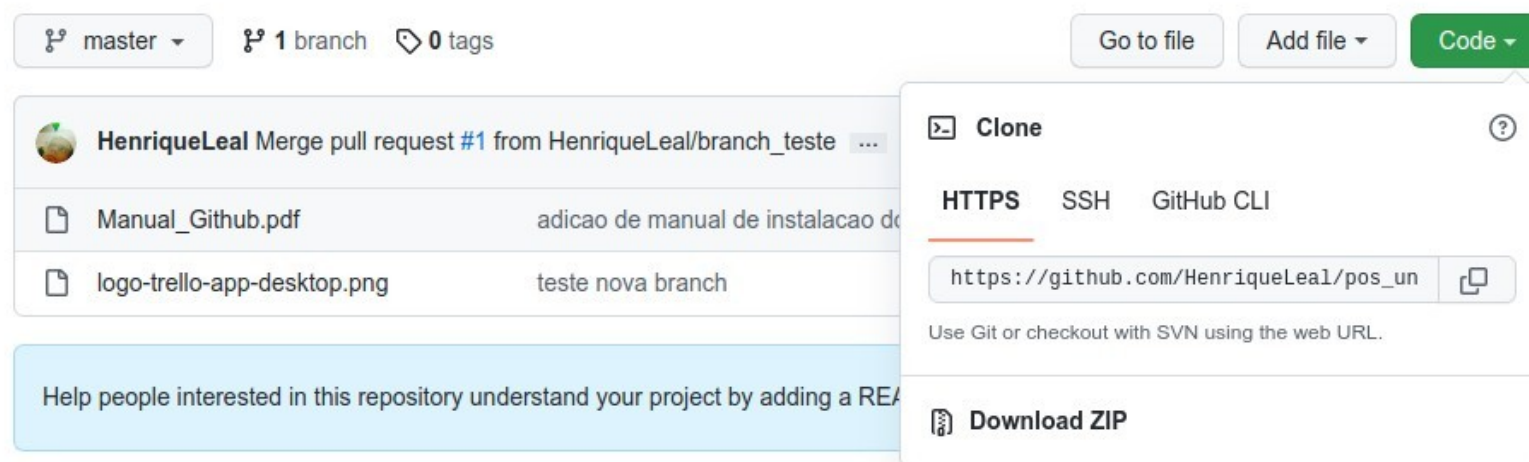 master 1 branch 0 tags Go to file Add file Code
HenriqueLeal Merge pull request #1 from HenriqueLeal/branch_teste ...
Manual_Github.pdf adicao de manual de instalacao
logo-trello-app-desktop.png teste nova branch
Help people interested in this repository understand your project by adding a
Clone
HTTPS SSH GitHub CLI
https://github.com/HenriqueLeal/pos_un
Use Git or checkout with SVN using the web URL.
Download ZIP